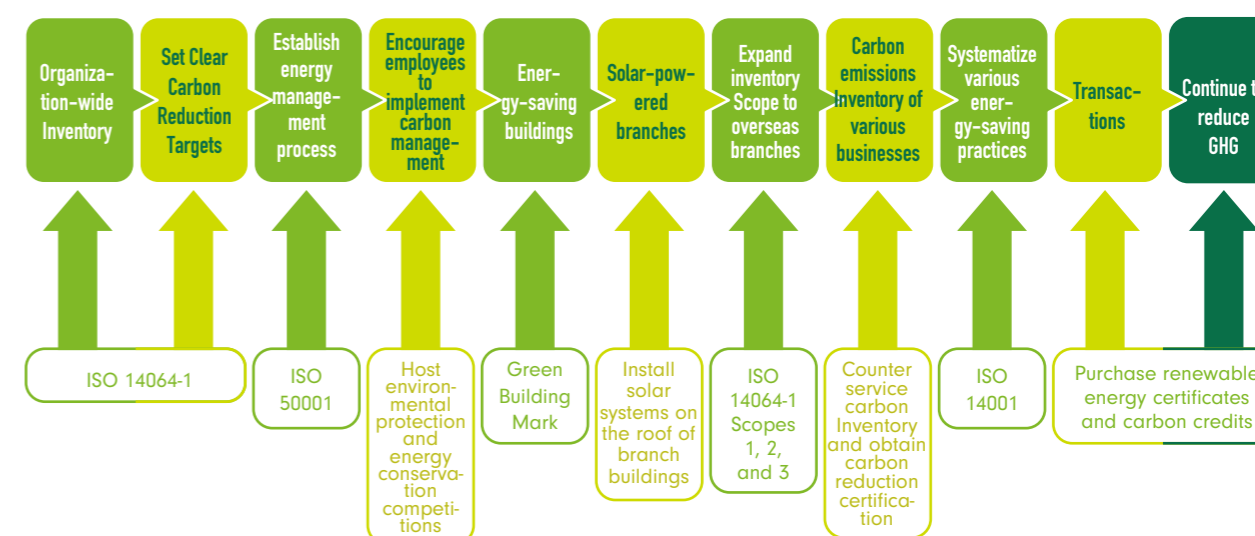 Organiza-
tion-wide
Inventory
Set Clear
Carbon
Reduction
Targets
Establish
energy
manage-
ment
process
Encourage
employees
to
implement
carbon
manage-
ment
Ener-
gy-saving
buildings
Solar-pow-
ered
branches
Expand
inventory
Scope to
overseas
branches
Carbon
emissions
Inventory of
various
businesses
Systematize
various
ener-
gy-saving
practices
Transac-
tions
Continue t
reduce
GHG
ISO 14064-1
ISO
50001
Host
environ-
mental
protection
and
energy
conserva-
tion
competi-
tions
Green
Building
Mark
Install
solar
systems on
the roof of
branch
buildings
ISO
14064-1
Scopes
1, 2,
and 3
Counter
service
carbon
Inventory
and obtain
carbon
reduction
certifica-
tion
ISO
14001
Purchase renewable
energy certificates
and carbon credits